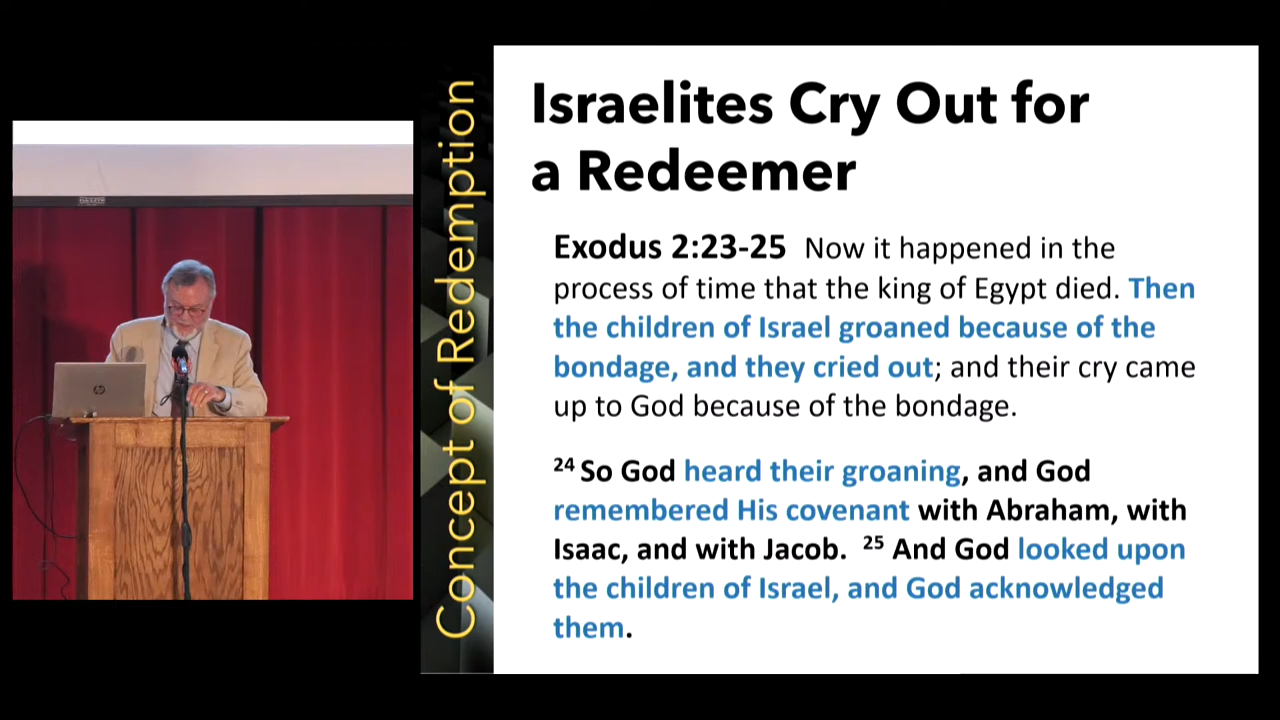 Concept of Redemption
Israelites Cry Out for
a Redeemer
Exodus 2:23-25 Now it happened in the
process of time that the king of Egypt died. Then
the children of Israel groaned because of the
bondage, and they cried out; and their cry came
up to God because of the bondage.
24 So God heard their groaning, and God
remembered His covenant with Abraham, with
Isaac, and with Jacob. 25 And God looked upon
the children of Israel, and God acknowledged
them.
hp